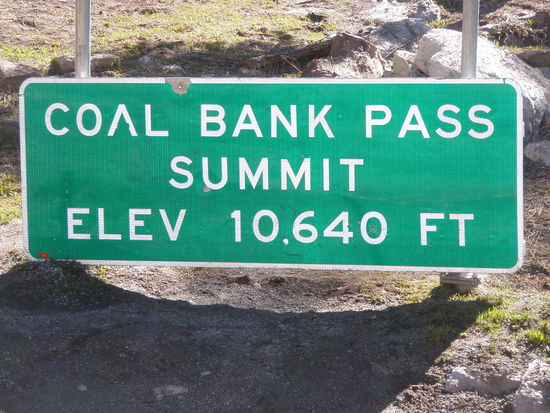 COAL BANK PASS
SUMMIT
ELEV 10,640 FT